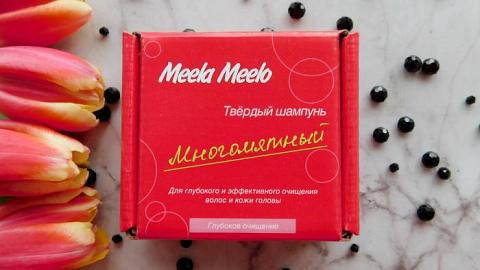 Meela Meelo
Твёрдый шампунь
Многомятный
Для глубокого и эффективного очищения
волос и кожи головы
Глубокое очищение